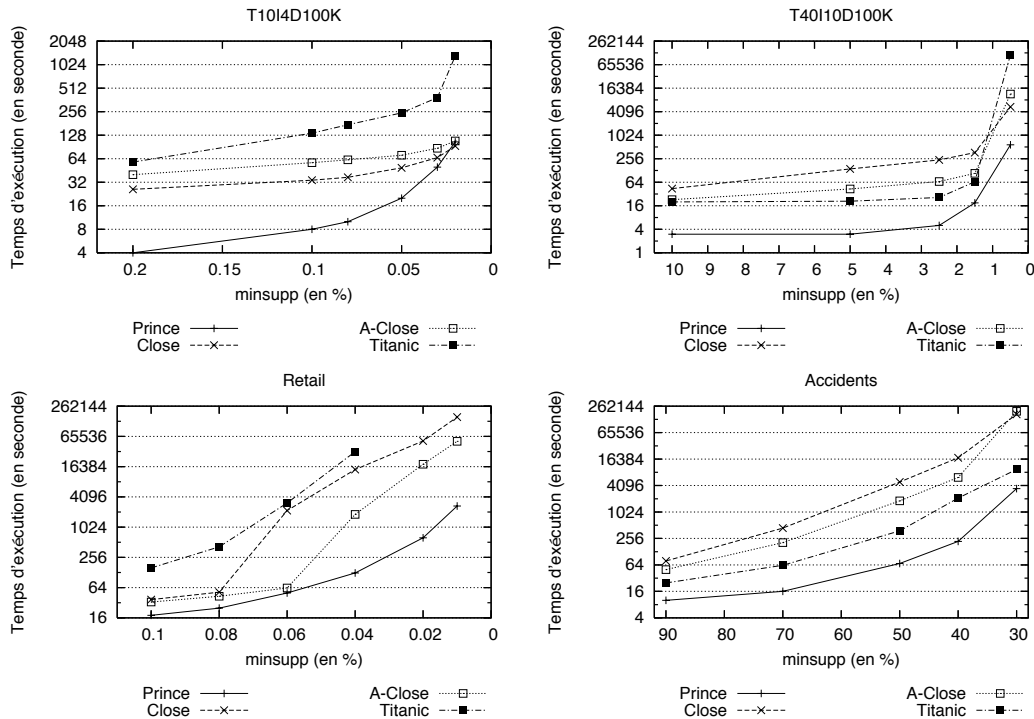 T10I4D100K
Temps d'exécution (en seconde)
2048
1024
512
256
128
64
32
16
8
4
0.2
0.15
0.1
0.05
0
minsupp (en %)
Prince
Close
A-Close
Titanic
T40I10D100K
Temps d'exécution (en seconde)
262144
65536
16384
4096
1024
256
64
16
4
1
10
9
8
7
6
5
4
3
2
1
0
minsupp (en %)
Prince
Close
A-Close
Titanic
Retail
Temps d'exécution (en seconde)
262144
65536
16384
4096
1024
256
64
16
0.1
0.08
0.06
0.04
0.02
0
minsupp (en %)
Prince
Close
A-Close
Titanic
Accidents
Temps d'exécution (en seconde)
262144
65536
16384
4096
1024
256
64
16
4
90
80
70
60
50
40
30
minsupp (en %)
Prince
Close
A-Close
Titanic